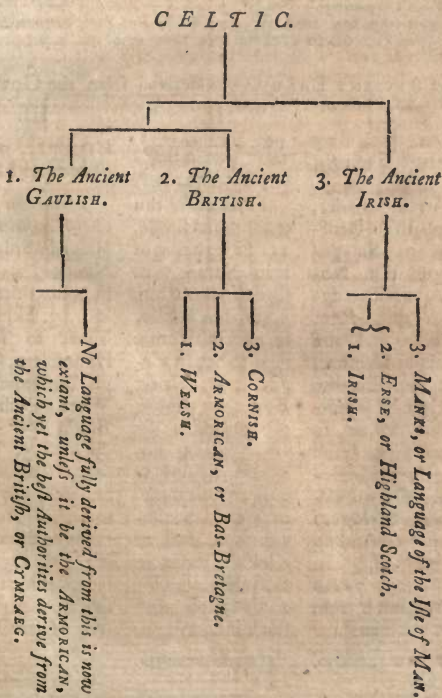 CELTIC.
1. The Ancient
GAULISH.
2. The Ancient
BRITISH.
3. The Ancient
IRISH.
No Language fully derived from this is now
extant, unleſs it be the ARMORICAN,
which yet the beſt Authorities derive from
the Ancient Britiſh, or CYMRAEG.
1. WELSH.
2. ARMORICAN, or Bas-Bretagne.
3. CORNISH.
1. IRISH.
2. ERSE, or Highland Scotch.
3. MANKS, or Language of the Iſle of MAN.